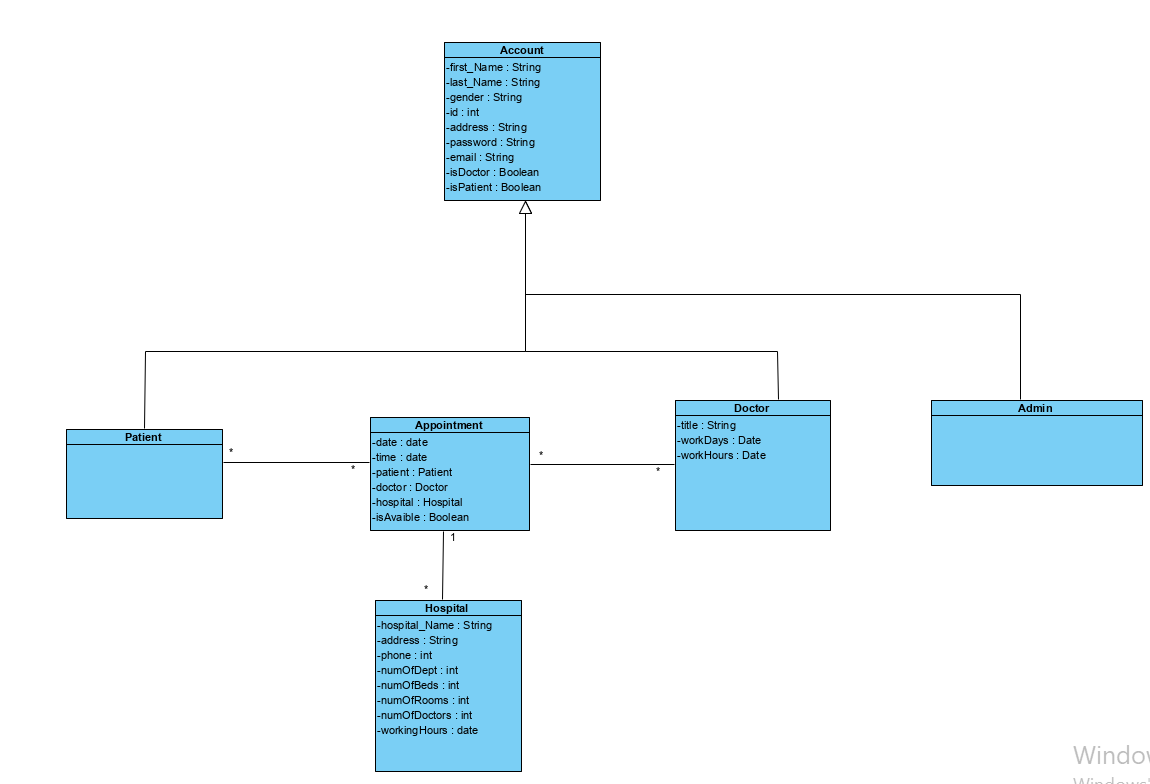 Account
-first_Name : String
-last_Name : String
-gender : String
-id : int
-address : String
-password : String
-email : String
-isDoctor : Boolean
-isPatient : Boolean
Patient
*
*
Appointment
-date : date
-time : date
-patient : Patient
-doctor : Doctor
-hospital : Hospital
-isAvaible : Boolean
*
*
Doctor
-title : String
-workDays : Date
-workHours : Date
Admin
1
*
Hospital
-hospital_Name : String
-address : String
-phone : int
-numOfDept : int
-numOfBeds : int
-numOfRooms : int
-numOfDoctors : int
-workingHours : date
Window